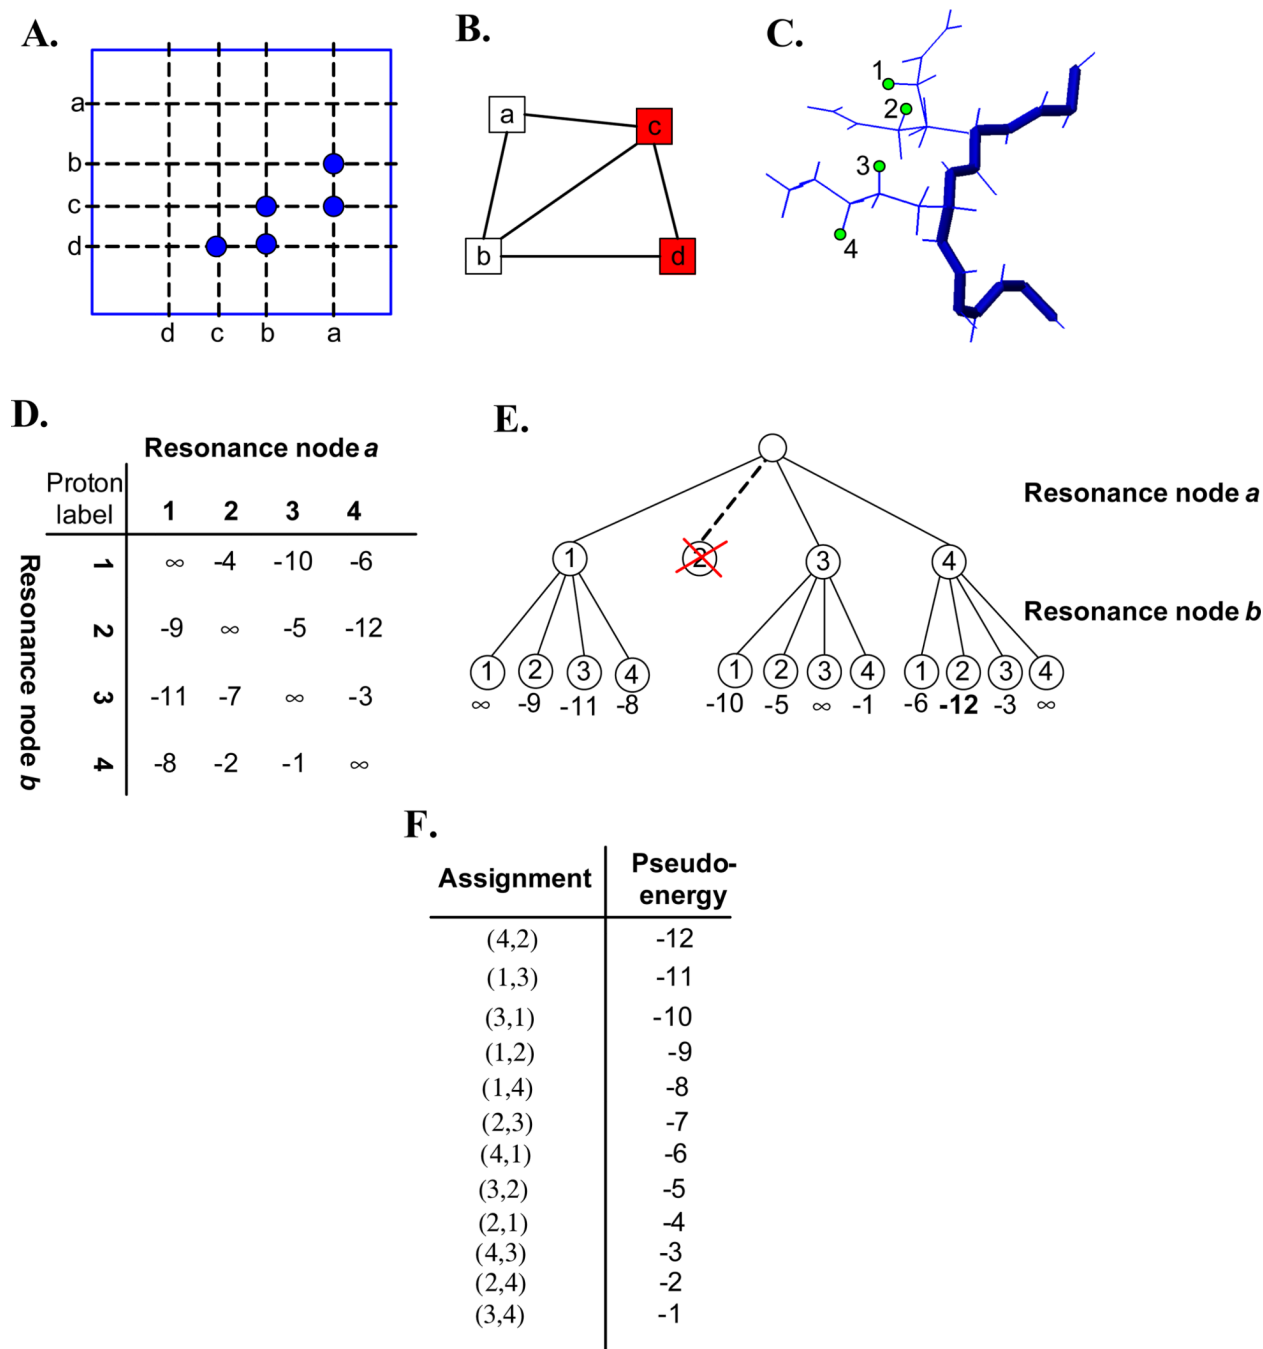 A.
a
b
c
d
d c b a
B.
a
c
b
d
C.
1
2
3
4
D.
Resonance node a
Proton
label
1 2 3 4
Resonance node b
1 ∞ -4 -10 -6
2 -9 ∞ -5 -12
3 -11 -7 ∞ -3
4 -8 -2 -1 ∞
E.
Resonance node a
1 2 3 4
Resonance node b
1 2 3 4 1 2 3 4 1 2 3 4
∞ -9 -11 -8 -10 -5 ∞ -1 -6 -12 -3 ∞
F.
Assignment
Pseudo-
energy
(4,2) -12
(1,3) -11
(3,1) -10
(1,2) -9
(1,4) -8
(2,3) -7
(4,1) -6
(3,2) -5
(2,1) -4
(4,3) -3
(2,4) -2
(3,4) -1